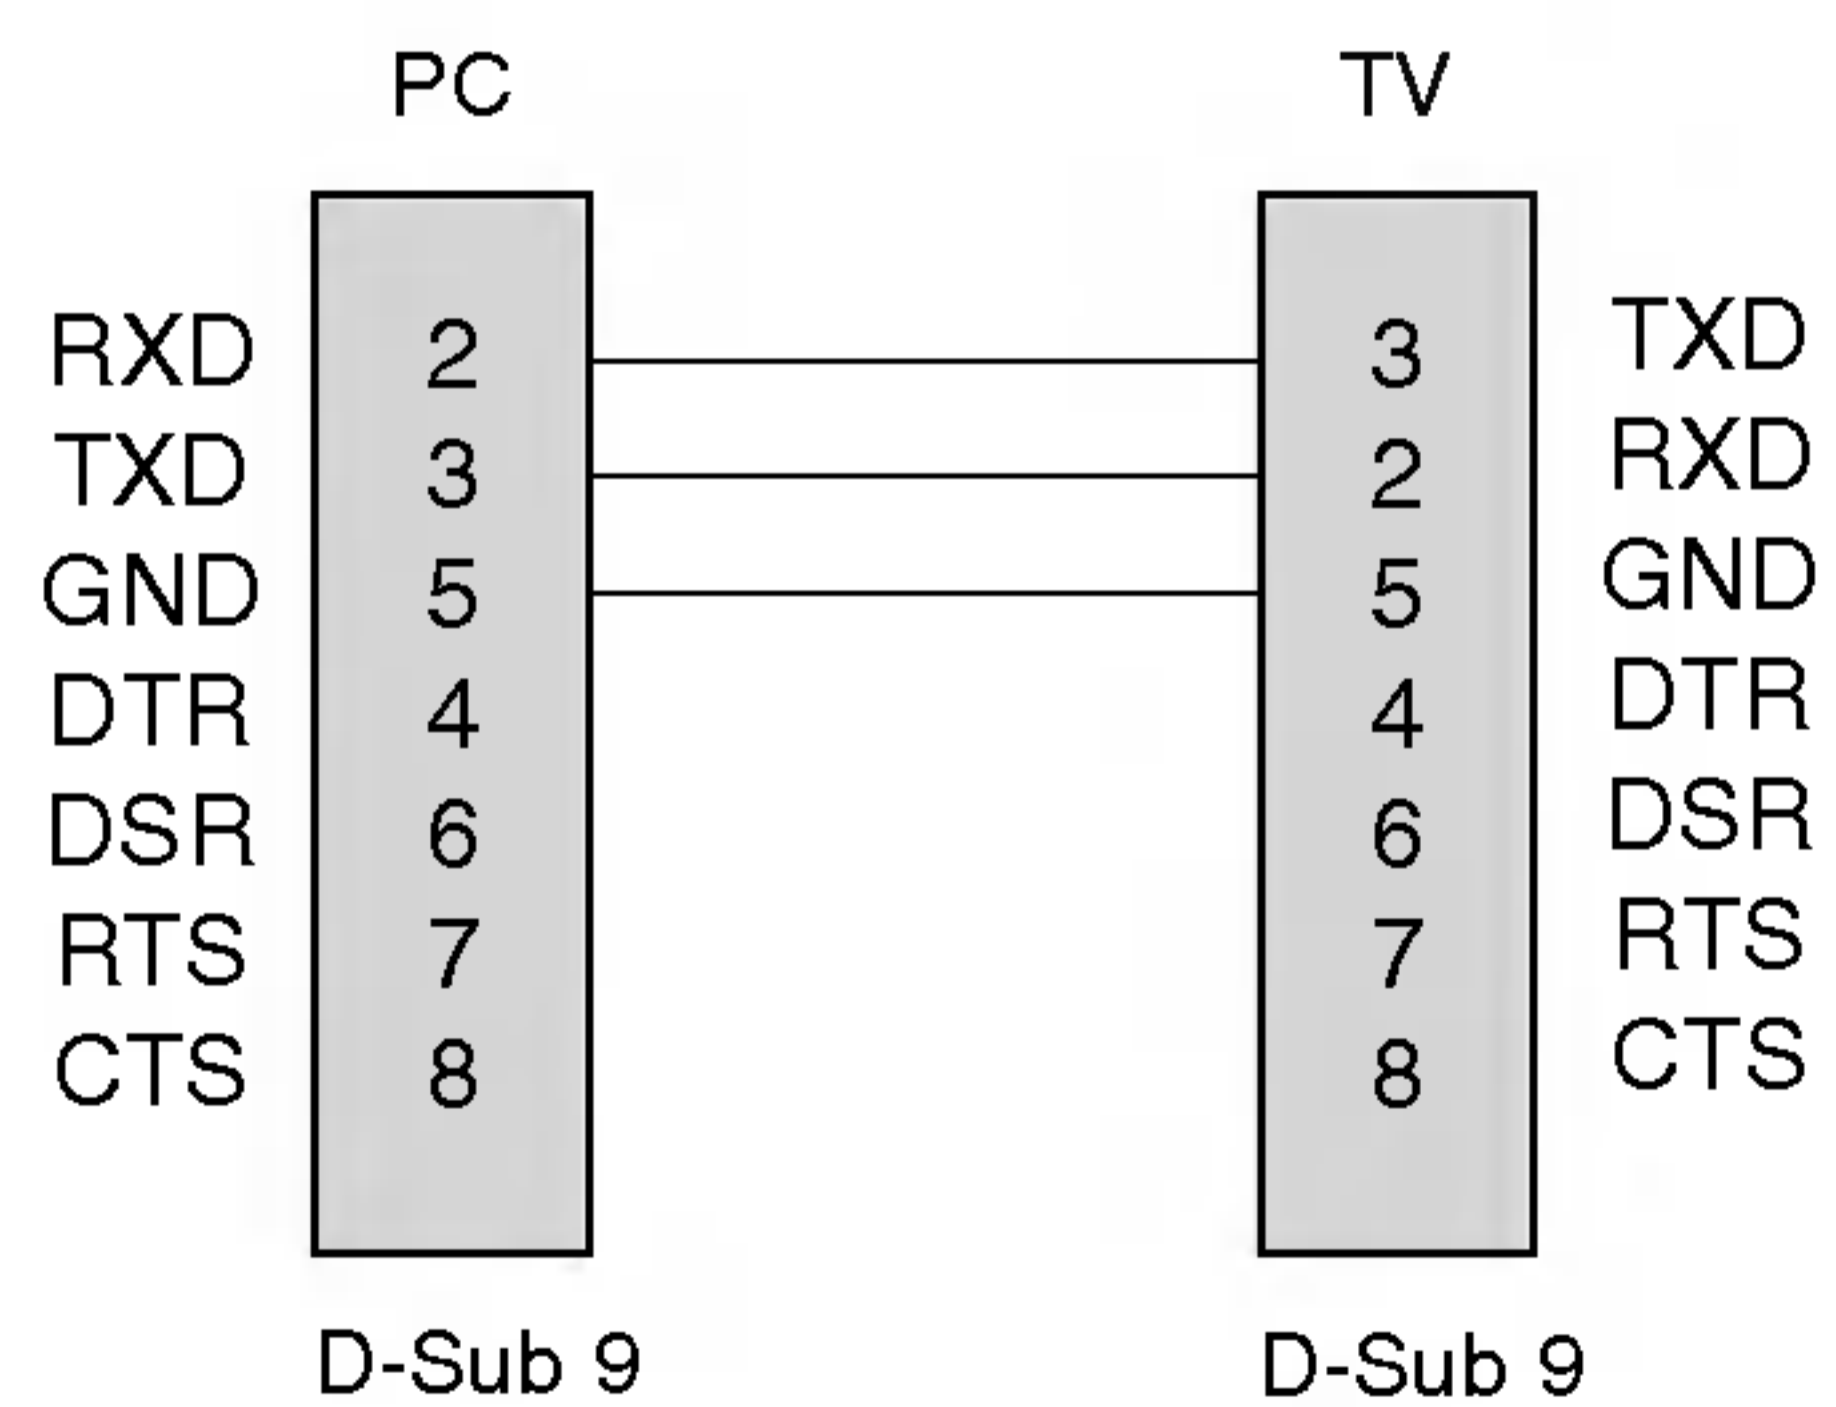 PC TV
RXD 2 3 TXD
TXD 3 2 RXD
GND 5 5 GND
DTR 4 4 DTR
DSR 6 6 DSR
RTS 7 7 RTS
CTS 8 8 CTS
D-Sub 9 D-Sub 9